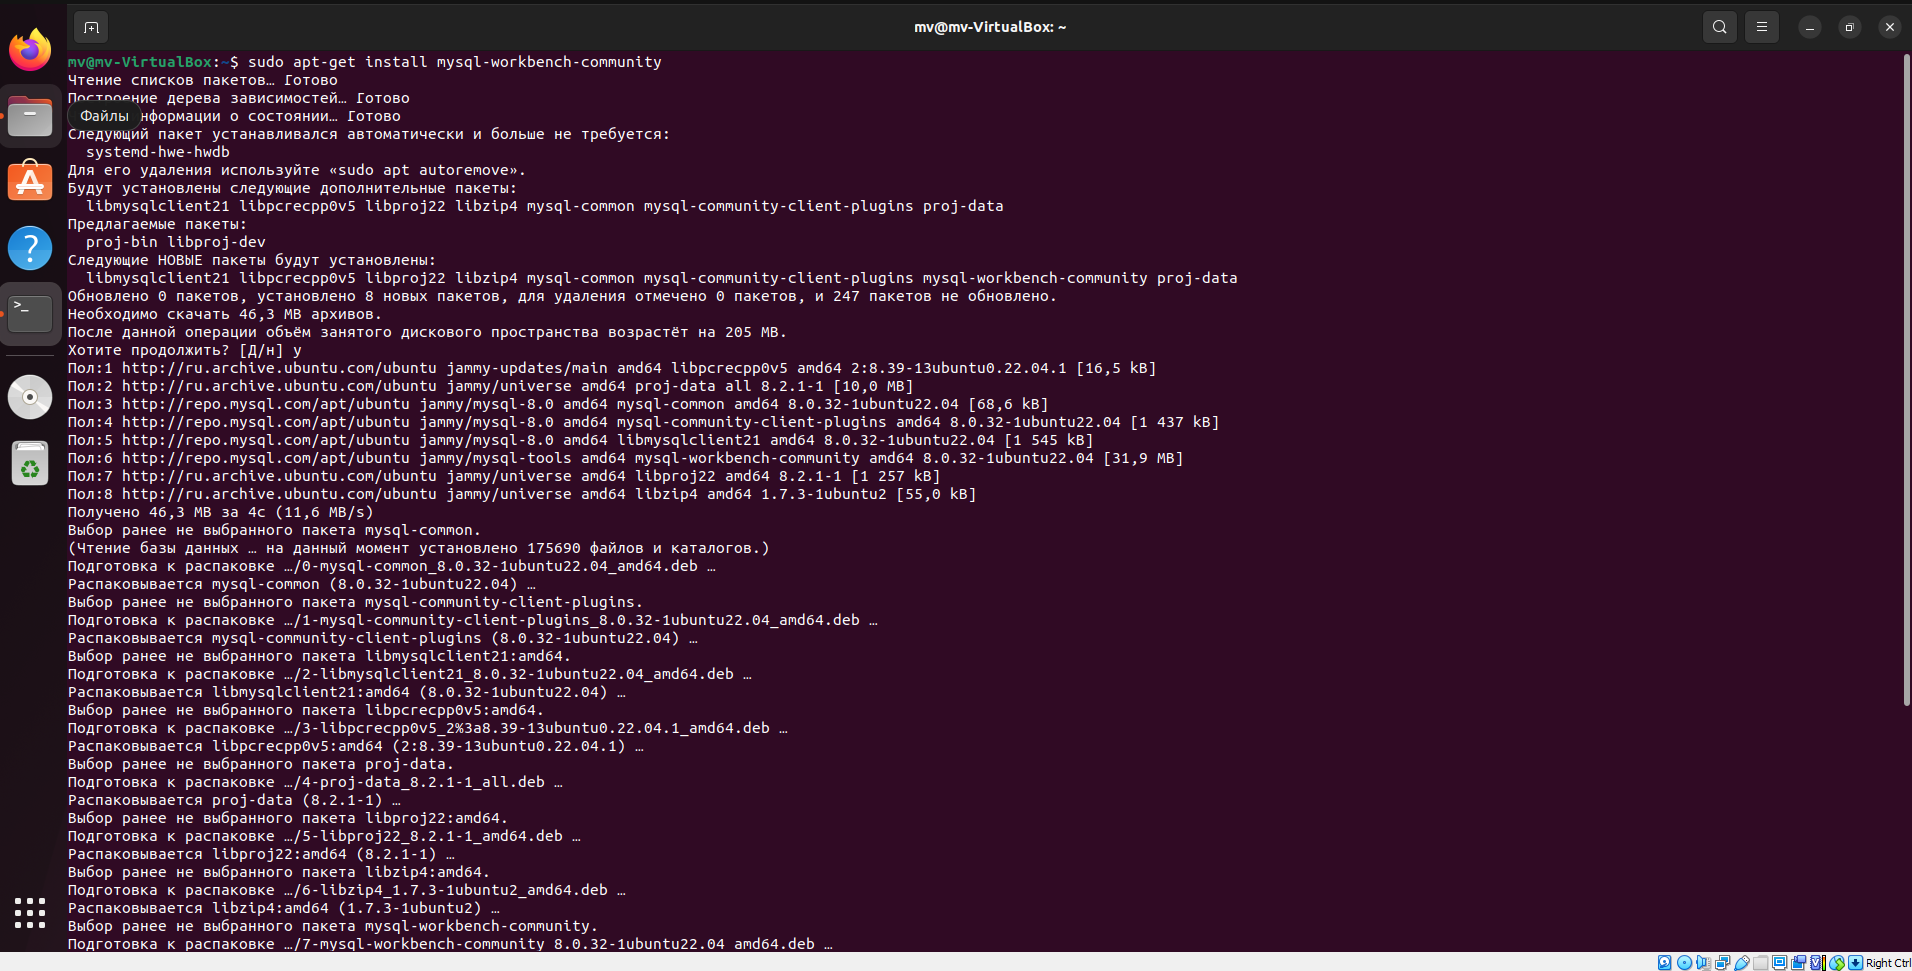 mv@mv-VirtualBox: ~
mv@mv-VirtualBox:~$ sudo apt-get install mysql-workbench-community
Чтение списков пакетов… Готово
Построение дерева зависимостей… Готово
Файлы
нформации о состоянии… Готово
Следующий пакет устанавливался автоматически и больше не требуется:
systemd-hwe-hwdb
Для его удаления используйте «sudo apt autoremove».
Будут установлены следующие дополнительные пакеты:
libmysqlclient21 libpcrecpp0v5 libproj22 libzip4 mysql-common mysql-community-client-plugins proj-data
Предлагаемые пакеты:
proj-bin libproj-dev
Следующие НОВЫЕ пакеты будут установлены:
libmysqlclient21 libpcrecpp0v5 libproj22 libzip4 mysql-common mysql-community-client-plugins mysql-workbench-community proj-data
Обновлено 0 пакетов, установлено 8 новых пакетов, для удаления отмечено 0 пакетов, и 247 пакетов не обновлено.
Необходимо скачать 46,3 MB архивов.
После данной операции объём занятого дискового пространства возрастёт на 205 MB.
Хотите продолжить? [Д/н] y
Пол:1 http://ru.archive.ubuntu.com/ubuntu jammy-updates/main amd64 libpcrecpp0v5 amd64 2:8.39-13ubuntu0.22.04.1 [16,5 kB]
Пол:2 http://ru.archive.ubuntu.com/ubuntu jammy/universe amd64 proj-data all 8.2.1-1 [10,0 MB]
Пол:3 http://repo.mysql.com/apt/ubuntu jammy/mysql-8.0 amd64 mysql-common amd64 8.0.32-1ubuntu22.04 [68,6 kB]
Пол:4 http://repo.mysql.com/apt/ubuntu jammy/mysql-8.0 amd64 mysql-community-client-plugins amd64 8.0.32-1ubuntu22.04 [1 437 kB]
Пол:5 http://repo.mysql.com/apt/ubuntu jammy/mysql-8.0 amd64 libmysqlclient21 amd64 8.0.32-1ubuntu22.04 [1 545 kB]
Пол:6 http://repo.mysql.com/apt/ubuntu jammy/mysql-tools amd64 mysql-workbench-community amd64 8.0.32-1ubuntu22.04 [31,9 MB]
Пол:7 http://ru.archive.ubuntu.com/ubuntu jammy/universe amd64 libproj22 amd64 8.2.1-1 [1 257 kB]
Пол:8 http://ru.archive.ubuntu.com/ubuntu jammy/universe amd64 libzip4 amd64 1.7.3-1ubuntu2 [55,0 kB]
Получено 46,3 MB за 4с (11,6 MB/s)
Выбор ранее не выбранного пакета mysql-common.
(Чтение базы данных … на данный момент установлено 175690 файлов и каталогов.)
Подготовка к распаковке …/0-mysql-common_8.0.32-1ubuntu22.04_amd64.deb …
Распаковывается mysql-common (8.0.32-1ubuntu22.04) …
Выбор ранее не выбранного пакета mysql-community-client-plugins.
Подготовка к распаковке …/1-mysql-community-client-plugins_8.0.32-1ubuntu22.04_amd64.deb …
Распаковывается mysql-community-client-plugins (8.0.32-1ubuntu22.04) …
Выбор ранее не выбранного пакета libmysqlclient21:amd64.
Подготовка к распаковке …/2-libmysqlclient21_8.0.32-1ubuntu22.04_amd64.deb …
Распаковывается libmysqlclient21:amd64 (8.0.32-1ubuntu22.04) …
Выбор ранее не выбранного пакета libpcrecpp0v5:amd64.
Подготовка к распаковке …/3-libpcrecpp0v5_2%3a8.39-13ubuntu0.22.04.1_amd64.deb …
Распаковывается libpcrecpp0v5:amd64 (2:8.39-13ubuntu0.22.04.1) …
Выбор ранее не выбранного пакета proj-data.
Подготовка к распаковке …/4-proj-data_8.2.1-1_all.deb …
Распаковывается proj-data (8.2.1-1) …
Выбор ранее не выбранного пакета libproj22:amd64.
Подготовка к распаковке …/5-libproj22_8.2.1-1_amd64.deb …
Распаковывается libproj22:amd64 (8.2.1-1) …
Выбор ранее не выбранного пакета libzip4:amd64.
Подготовка к распаковке …/6-libzip4_1.7.3-1ubuntu2_amd64.deb …
Распаковывается libzip4:amd64 (1.7.3-1ubuntu2) …
Выбор ранее не выбранного пакета mysql-workbench-community.
Подготовка к распаковке …/7-mysql-workbench-community_8.0.32-1ubuntu22.04_amd64.deb …
Right Ctrl